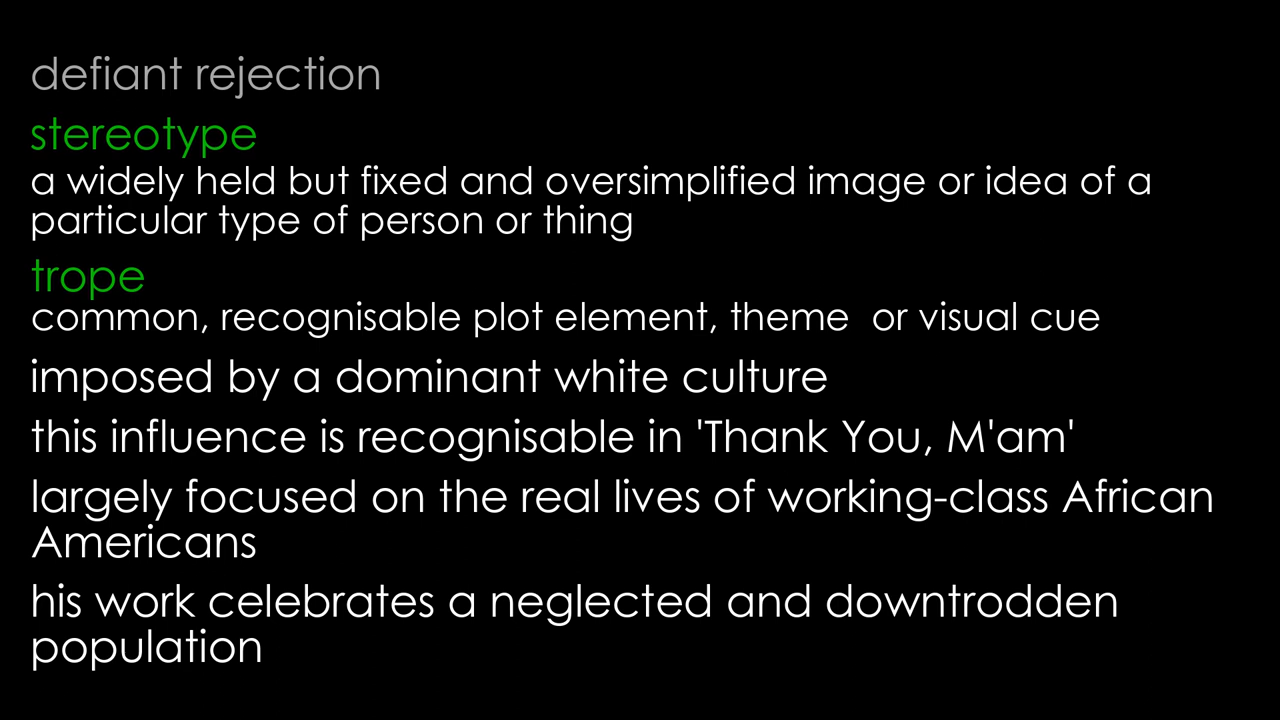 defiant rejection
stereotype
a widely held but fixed and oversimplified image or idea of a
particular type of person or thing
trope
common, recognisable plot element, theme  or visual cue
imposed by a dominant white culture
this influence is recognisable in 'Thank You, M'am'
largely focused on the real lives of working-class African
Americans
his work celebrates a neglected and downtrodden
population